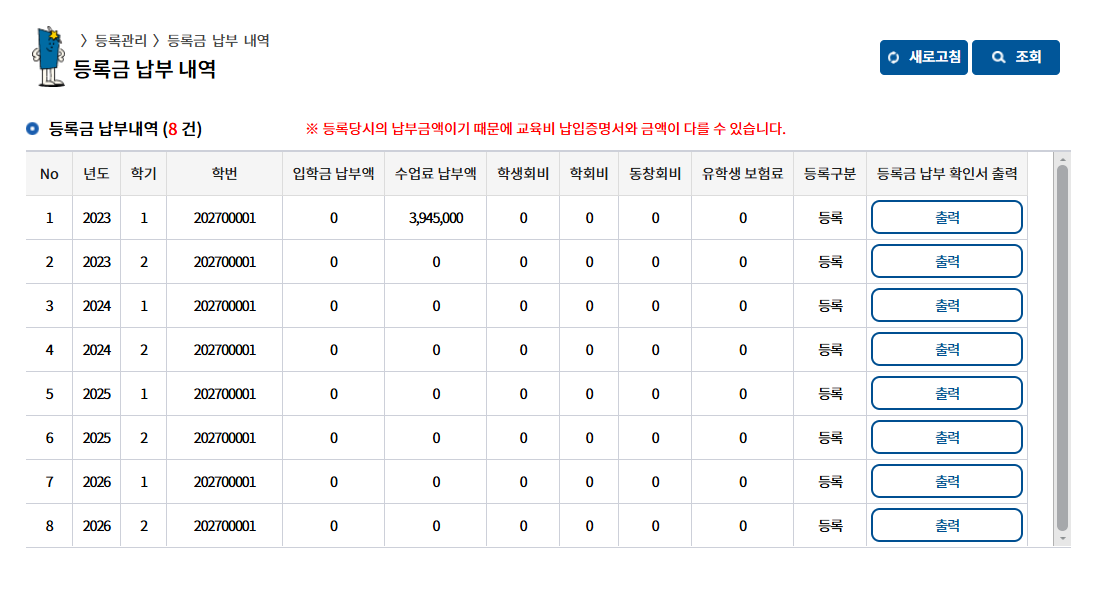 〉 등록관리 〉 등록금 납부 내역
등록금 납부 내역
새로고침 조회
등록금 납부내역 (8 건) ※ 등록당시의 납부금액이기 때문에 교육비 납입증명서와 금액이 다를 수 있습니다.
No 년도 학기 학번 입학금 납부액 수업료 납부액 학생회비 학회비 동창회비 유학생 보험료 등록구분 등록금 납부 확인서 출력
1 2023 1 202700001 0 3,945,000 0 0 0 0 등록 출력
2 2023 2 202700001 0 0 0 0 0 0 등록 출력
3 2024 1 202700001 0 0 0 0 0 0 등록 출력
4 2024 2 202700001 0 0 0 0 0 0 등록 출력
5 2025 1 202700001 0 0 0 0 0 0 등록 출력
6 2025 2 202700001 0 0 0 0 0 0 등록 출력
7 2026 1 202700001 0 0 0 0 0 0 등록 출력
8 2026 2 202700001 0 0 0 0 0 0 등록 출력